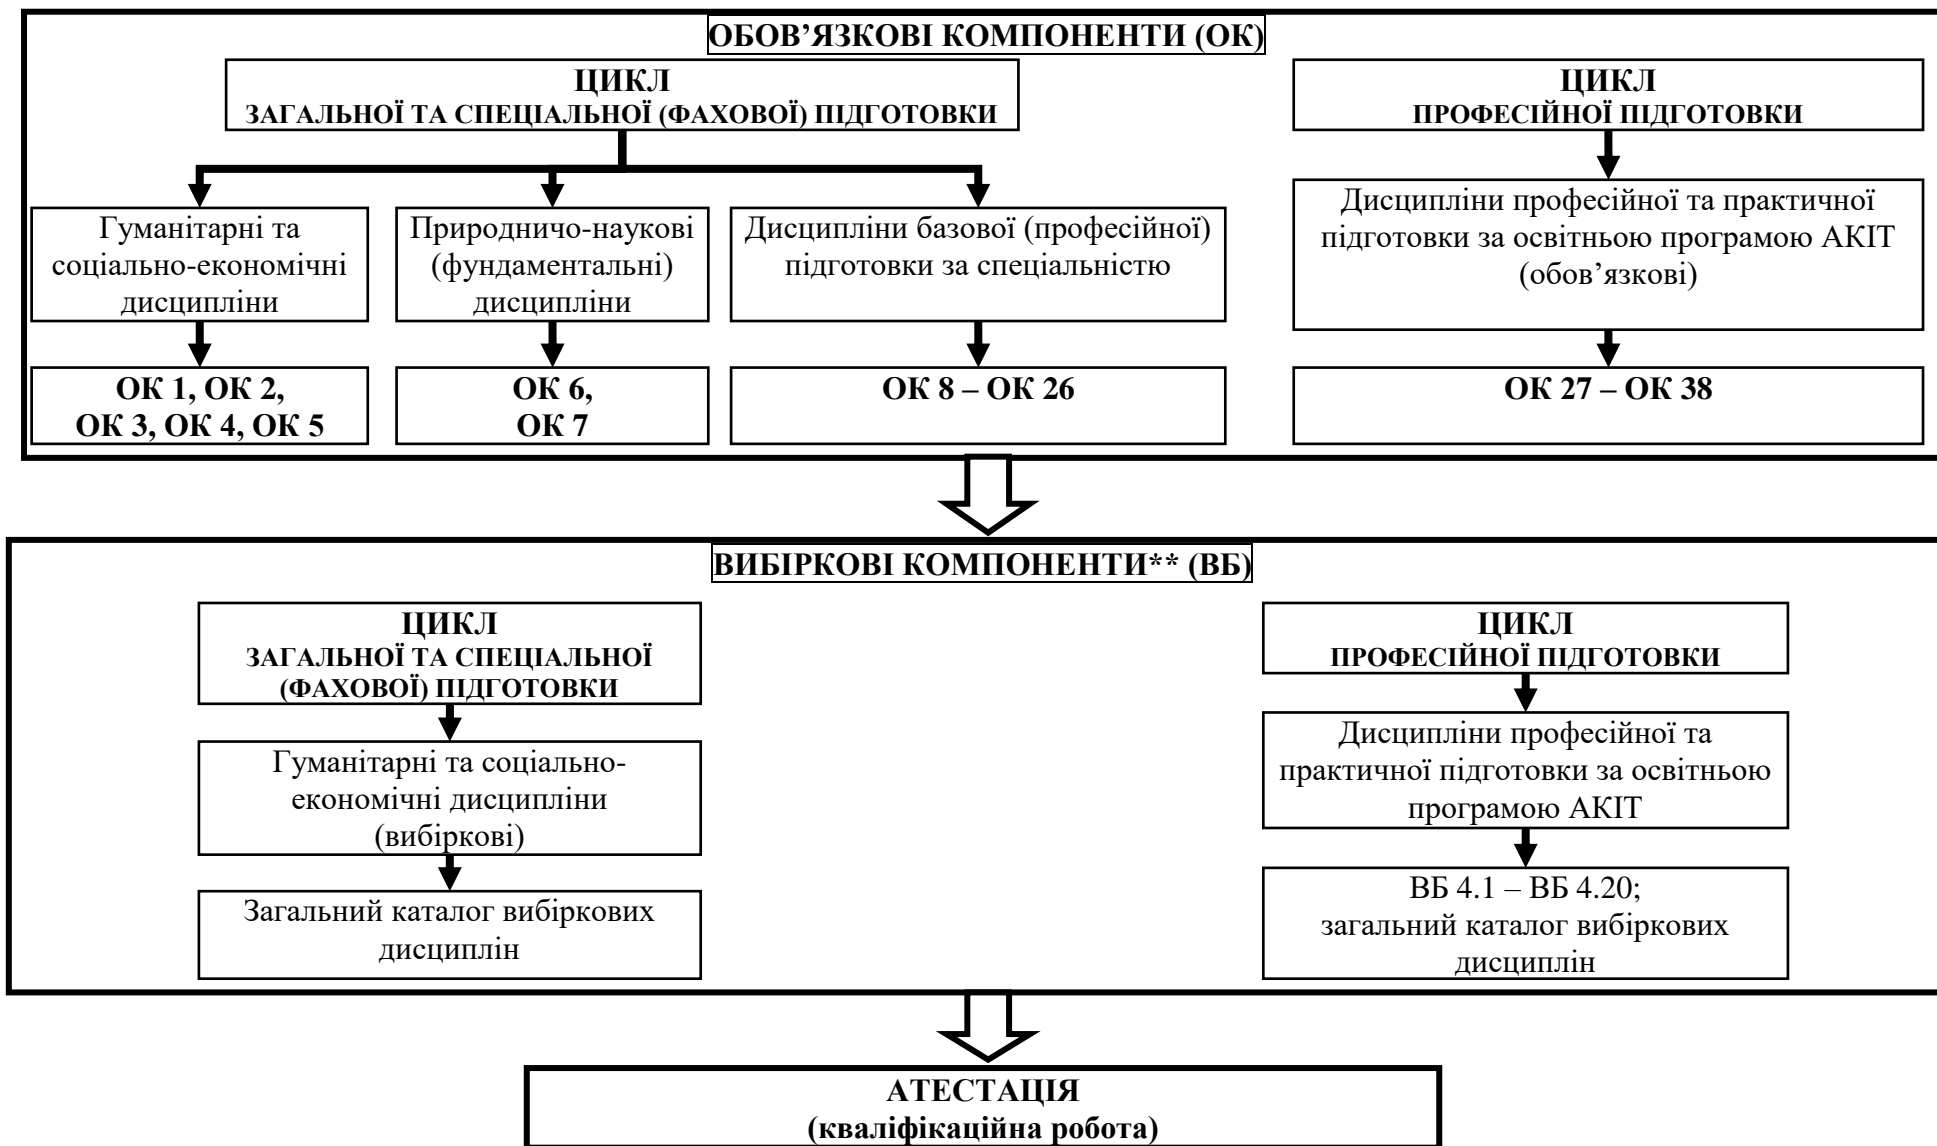 ОБОВ’ЯЗКОВІ КОМПОНЕНТИ (ОК)
ЦИКЛ
ЗАГАЛЬНОЇ ТА СПЕЦІАЛЬНОЇ (ФАХОВОЇ) ПІДГОТОВКИ
ЦИКЛ
ПРОФЕСІЙНОЇ ПІДГОТОВКИ
Гуманітарні та
соціально-економічні
дисципліни
Природничо-наукові
(фундаментальні)
дисципліни
Дисципліни базової (професійної)
підготовки за спеціальністю
Дисципліни професійної та практичної
підготовки за освітньою програмою АКІТ
(обов’язкові)
ОК 1, ОК 2,
ОК 3, ОК 4, ОК 5
ОК 6,
ОК 7
ОК 8 – ОК 26
ОК 27 – ОК 38
ВИБІРКОВІ КОМПОНЕНТИ** (ВБ)
ЦИКЛ
ЗАГАЛЬНОЇ ТА СПЕЦІАЛЬНОЇ
(ФАХОВОЇ) ПІДГОТОВКИ
Гуманітарні та соціально-
економічні дисципліни
(вибіркові)
Загальний каталог вибіркових
дисциплін
ЦИКЛ
ПРОФЕСІЙНОЇ ПІДГОТОВКИ
Дисципліни професійної та
практичної підготовки за освітньою
програмою АКІТ
ВБ 4.1 – ВБ 4.20;
загальний каталог вибіркових
дисциплін
АТЕСТАЦІЯ
(кваліфікаційна робота)